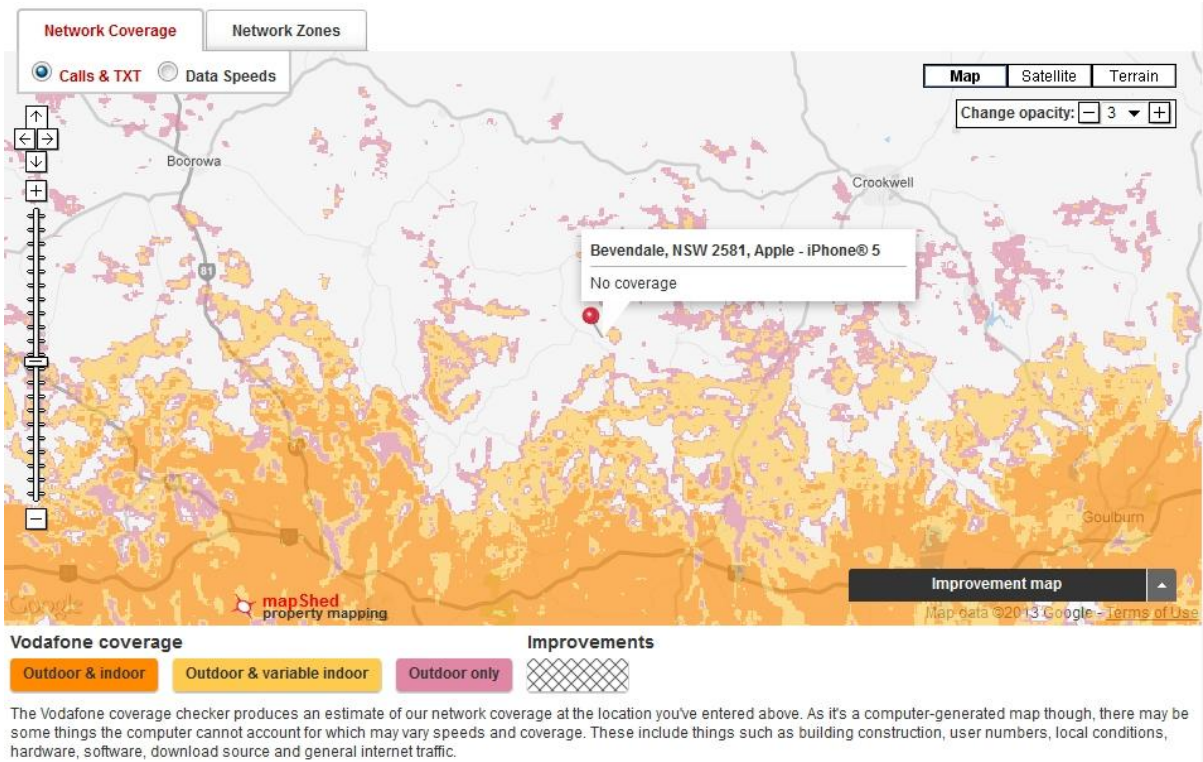 Network Coverage
Network Zones
Calls & TXT
Data Speeds
Map
Satellite
Terrain
Change opacity: 3
Boorowa
Crookwell
Bevendale, NSW 2581, Apple - iPhone® 5
No coverage
81
Goulburn
Improvement map
Google
mapShed
property mapping
Map data ©2013 Google - Terms of Use
Vodafone coverage
Improvements
Outdoor & indoor
Outdoor & variable indoor
Outdoor only
The Vodafone coverage checker produces an estimate of our network coverage at the location you've entered above. As it's a computer-generated map though, there may be
some things the computer cannot account for which may vary speeds and coverage. These include things such as building construction, user numbers, local conditions,
hardware, software, download source and general internet traffic.